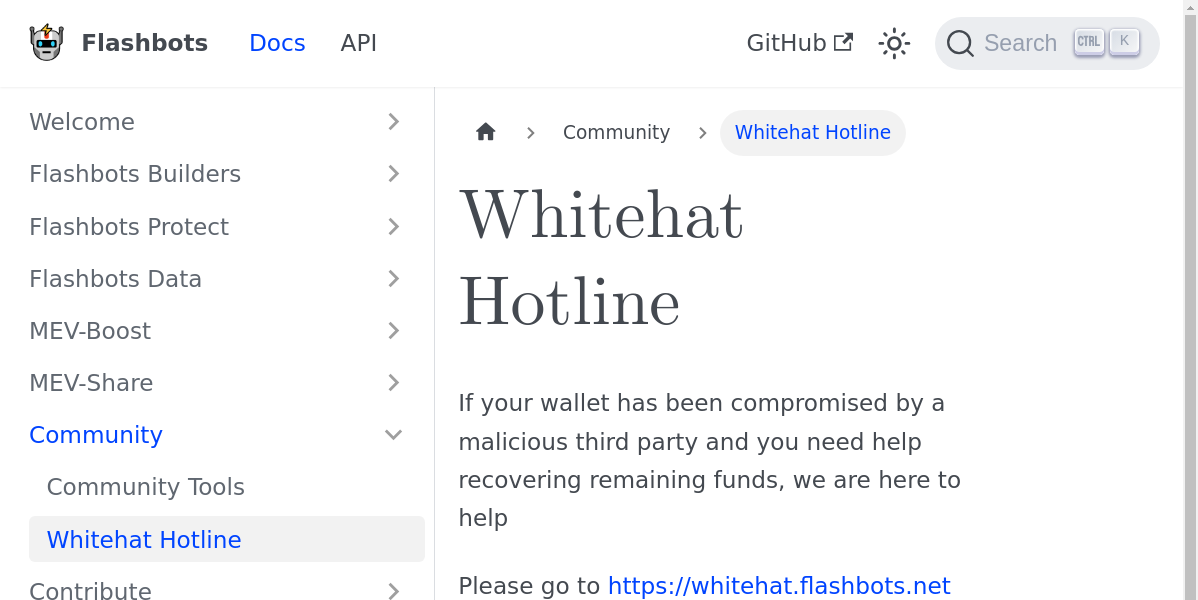 Flashbots Docs API GitHub Search CTRL K
Welcome
Flashbots Builders
Flashbots Protect
Flashbots Data
MEV-Boost
MEV-Share
Community
Community Tools
Whitehat Hotline
Contribute
Community Whitehat Hotline
Whitehat
Hotline
If your wallet has been compromised by a
malicious third party and you need help
recovering remaining funds, we are here to
help
Please go to https://whitehat.flashbots.net